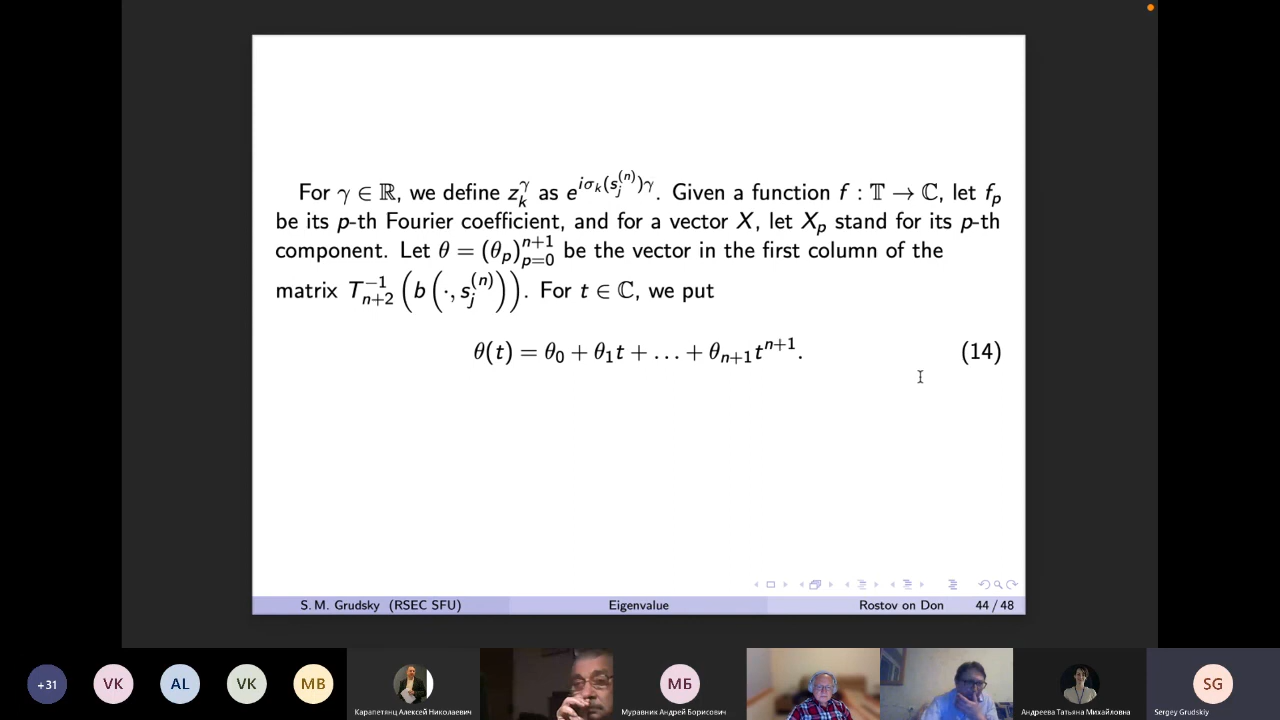 For γ ∈ ℝ, we define z_k^γ as e^{iσ_k(s_j^{(n)})γ}. Given a function f : 𝕋 → ℂ, let f_p
be its p-th Fourier coefficient, and for a vector X, let X_p stand for its p-th
component. Let θ = (θ_p)_{p=0}^{n+1} be the vector in the first column of the
matrix T_{n+2}^{-1} (b (·, s_j^{(n)})). For t ∈ ℂ, we put
θ(t) = θ_0 + θ_1 t + … + θ_{n+1} t^{n+1}. (14)
S. M. Grudsky (RSEC SFU) Eigenvalue Rostov on Don 44 / 48
+31 VK AL VK MB МБ SG
Карапетянц Алексей Николаевич Муравник Андрей Борисович Андреева Татьяна Михайловна Sergey Grudskiy